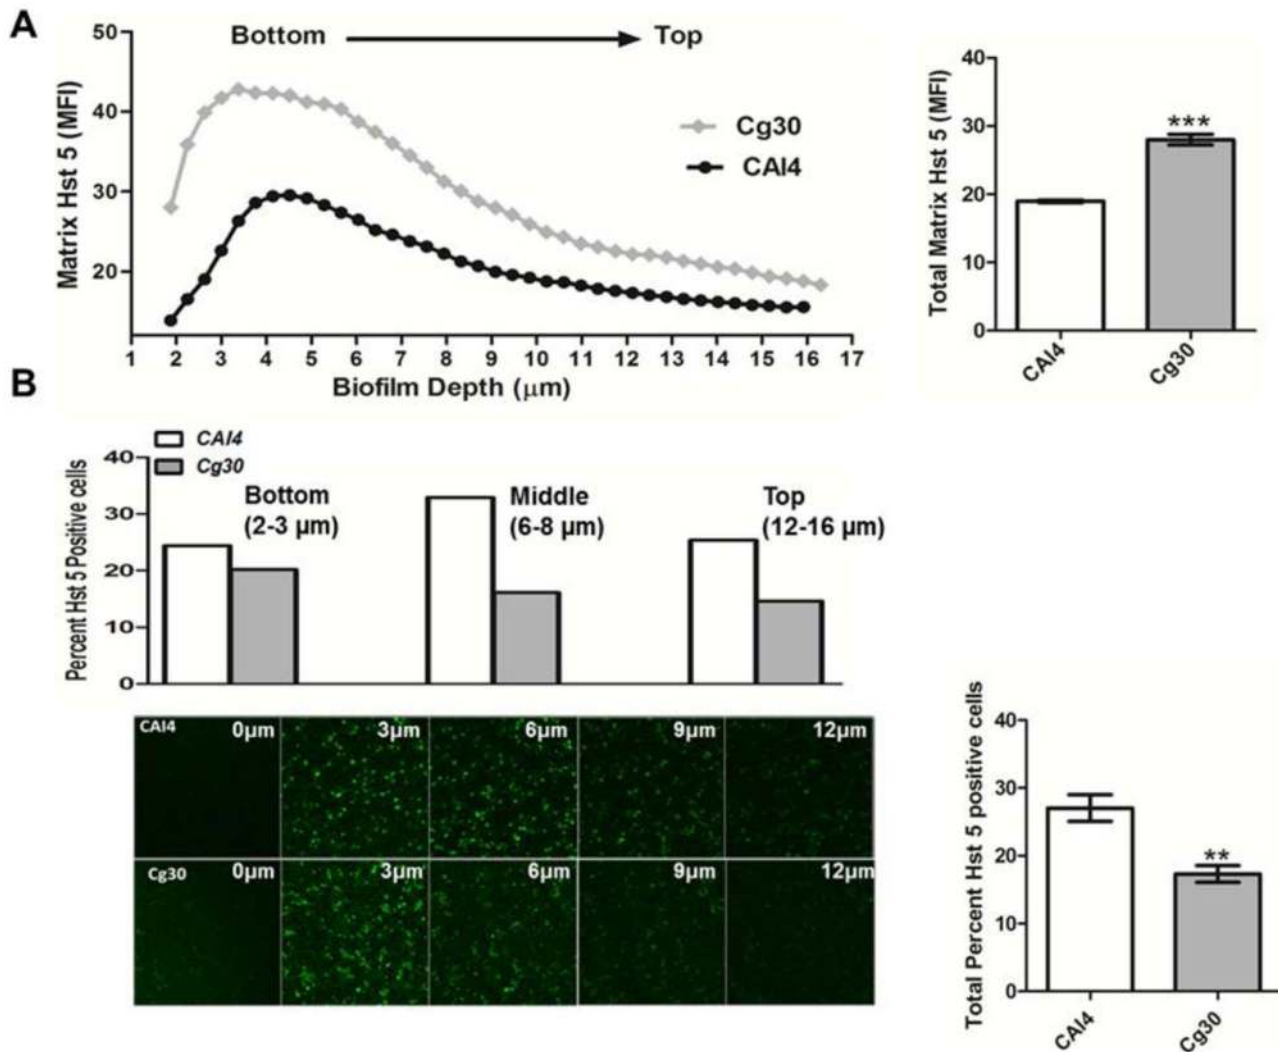 A
Bottom Top
Matrix Hst 5 (MFI)
50
40
30
20
Cg30
CAI4
1 2 3 4 5 6 7 8 9 10 11 12 13 14 15 16 17
Biofilm Depth (μm)
Total Matrix Hst 5 (MFI)
40
30
20
10
0
***
CAI4
Cg30
B
CAI4
Cg30
Percent Hst 5 Positive cells
40
30
20
10
0
Bottom
(2-3 μm)
Middle
(6-8 μm)
Top
(12-16 μm)
CAI4 0μm 3μm 6μm 9μm 12μm
Cg30 0μm 3μm 6μm 9μm 12μm
Total Percent Hst 5 positive cells
40
30
20
10
0
**
CAI4
Cg30